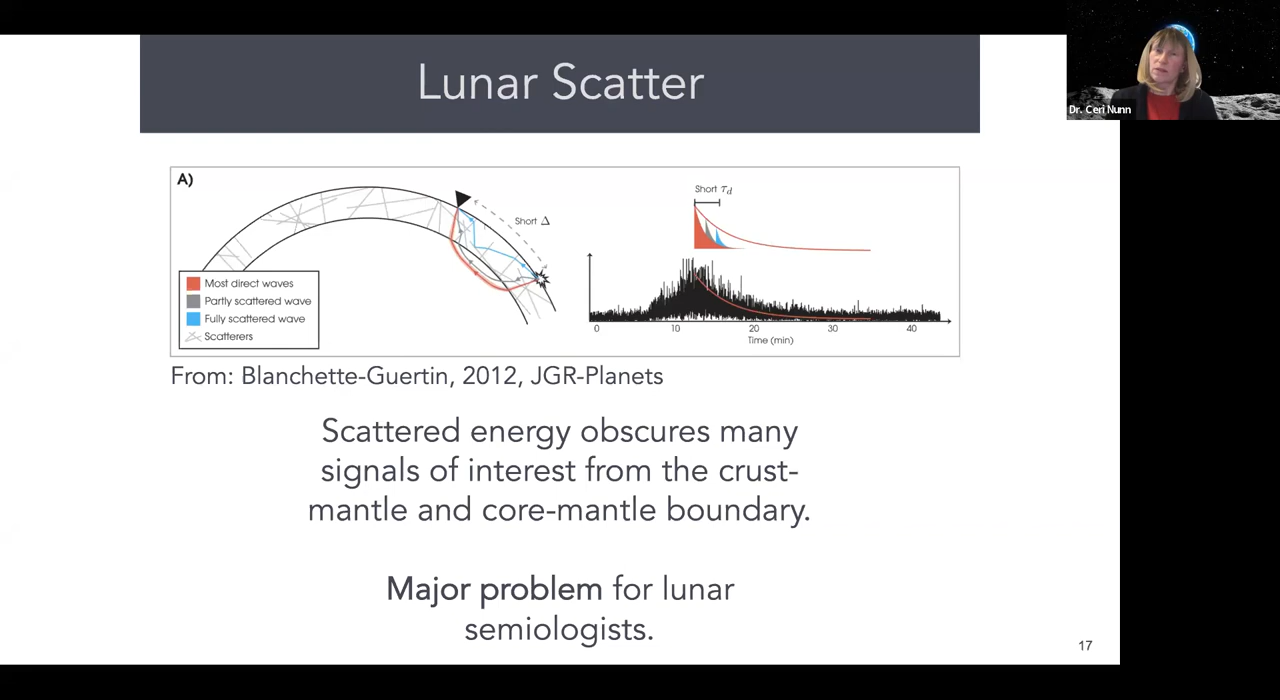 Lunar Scatter
Dr. Ceri Nunn
A)
Short Δ
Most direct waves
Partly scattered wave
Fully scattered wave
Scatterers
Short τd
0 10 20 30 40
Time (min)
From: Blanchette-Guertin, 2012, JGR-Planets
Scattered energy obscures many
signals of interest from the crust-
mantle and core-mantle boundary.
Major problem for lunar
semiologists.
17